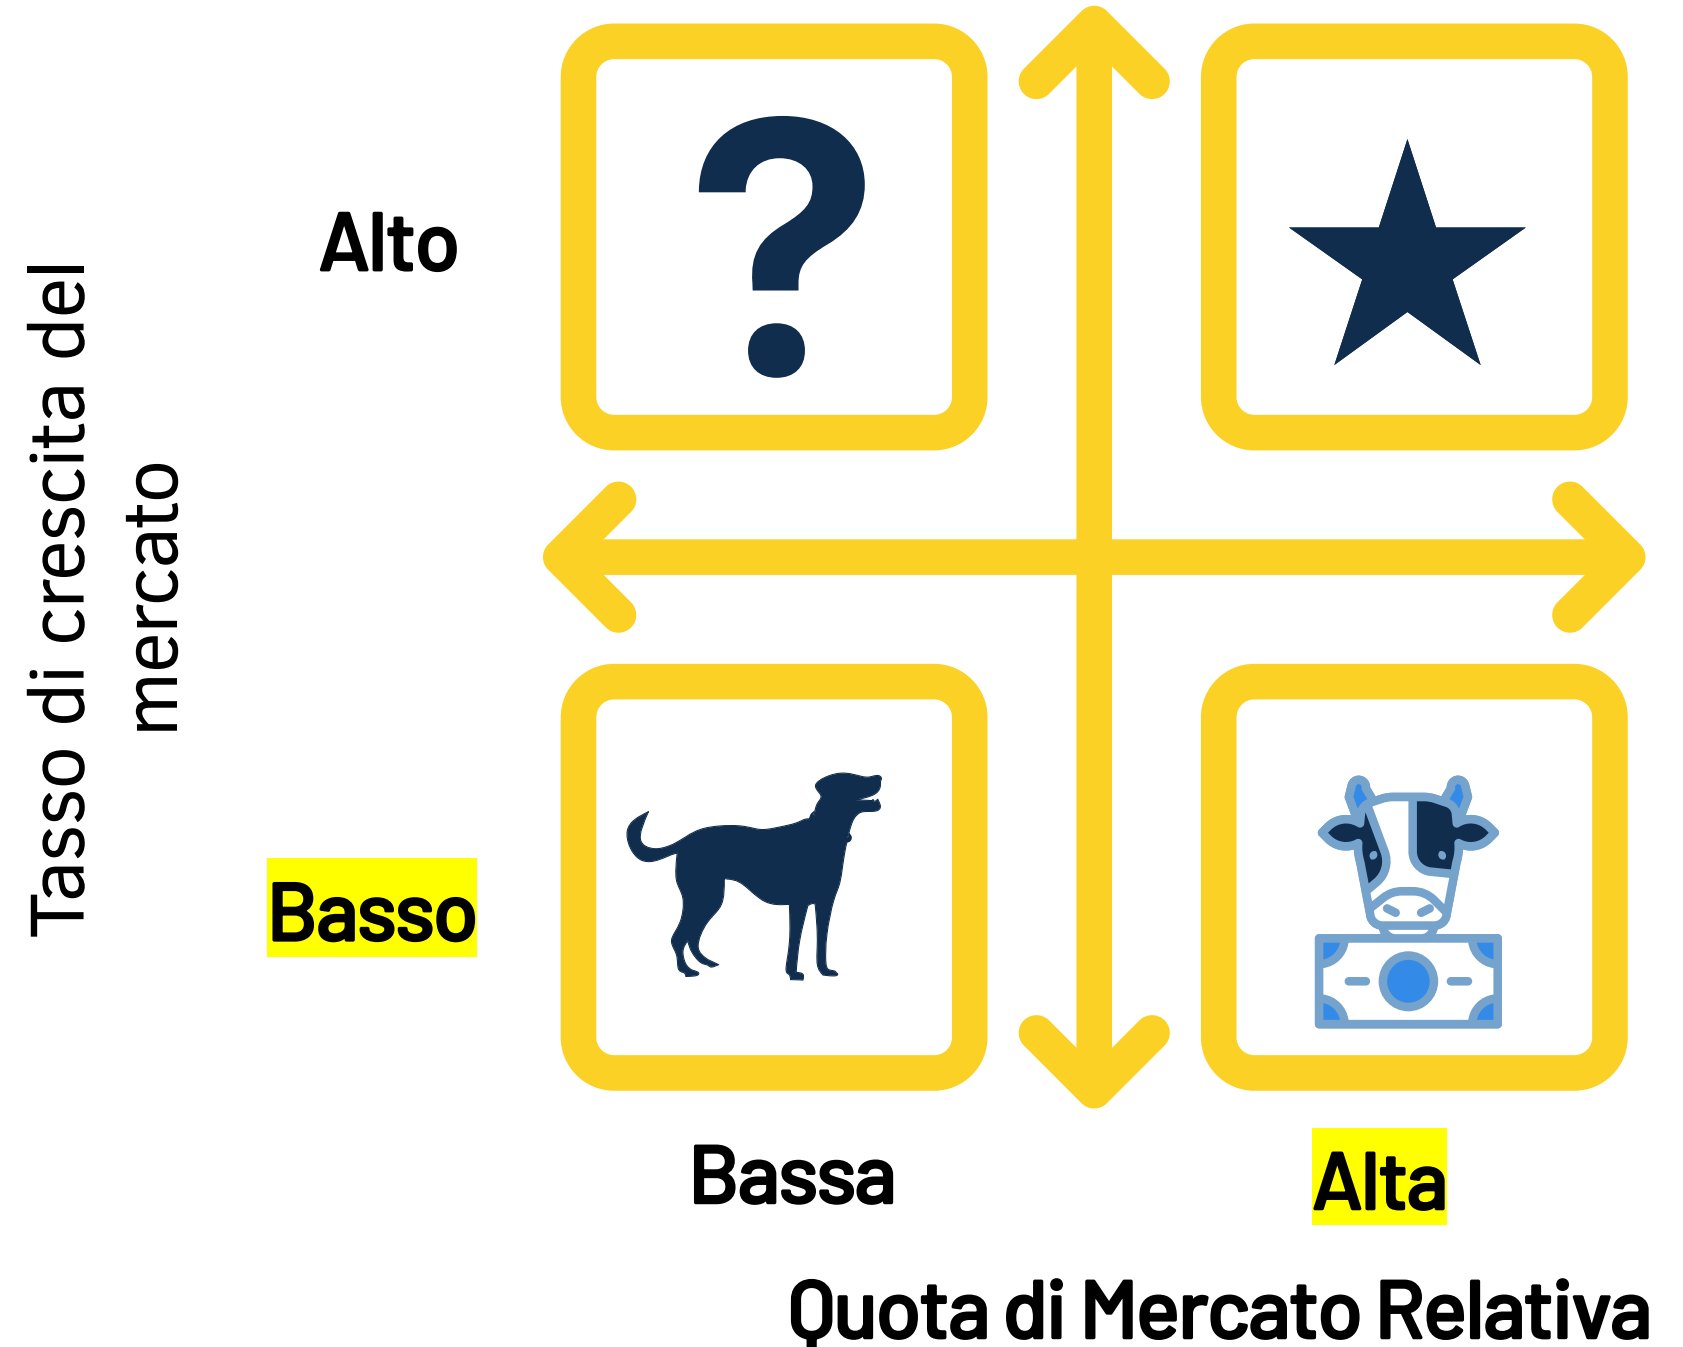 Tasso di crescita del
mercato
Alto
?
Basso
Bassa
Alta
Quota di Mercato Relativa